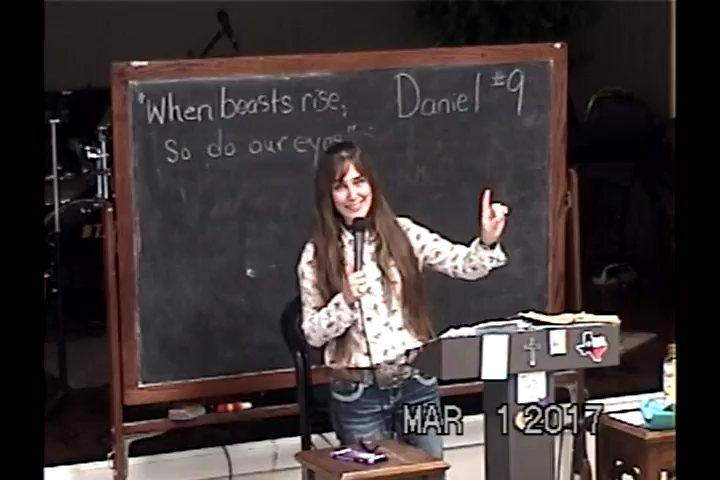 "When beasts rise,
So do our eyes"
Daniel #9
MAR 1 2017